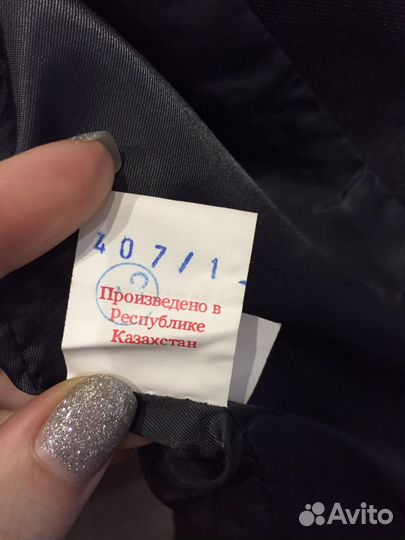 407/1
Произведено в
Республике
Казахстан
Avito